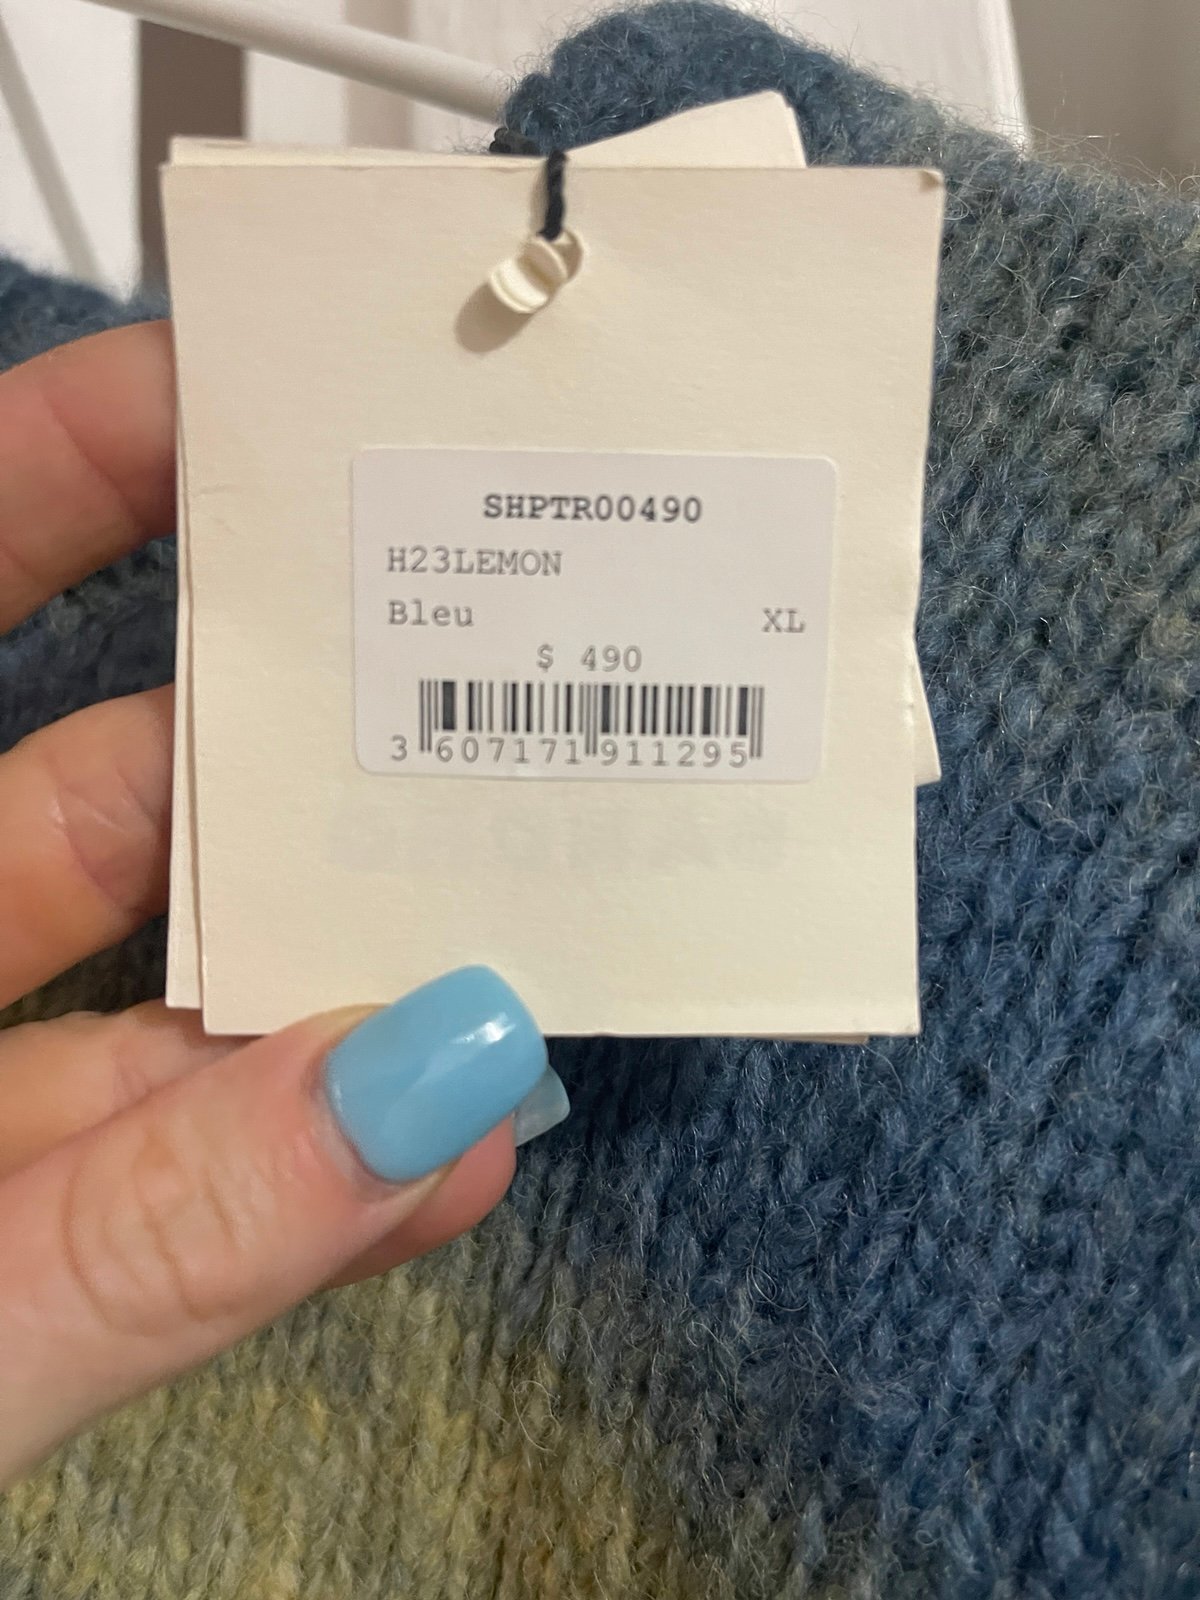 SHPTR00490
H23LEMON
Bleu XL
$ 490
3 607171 911295